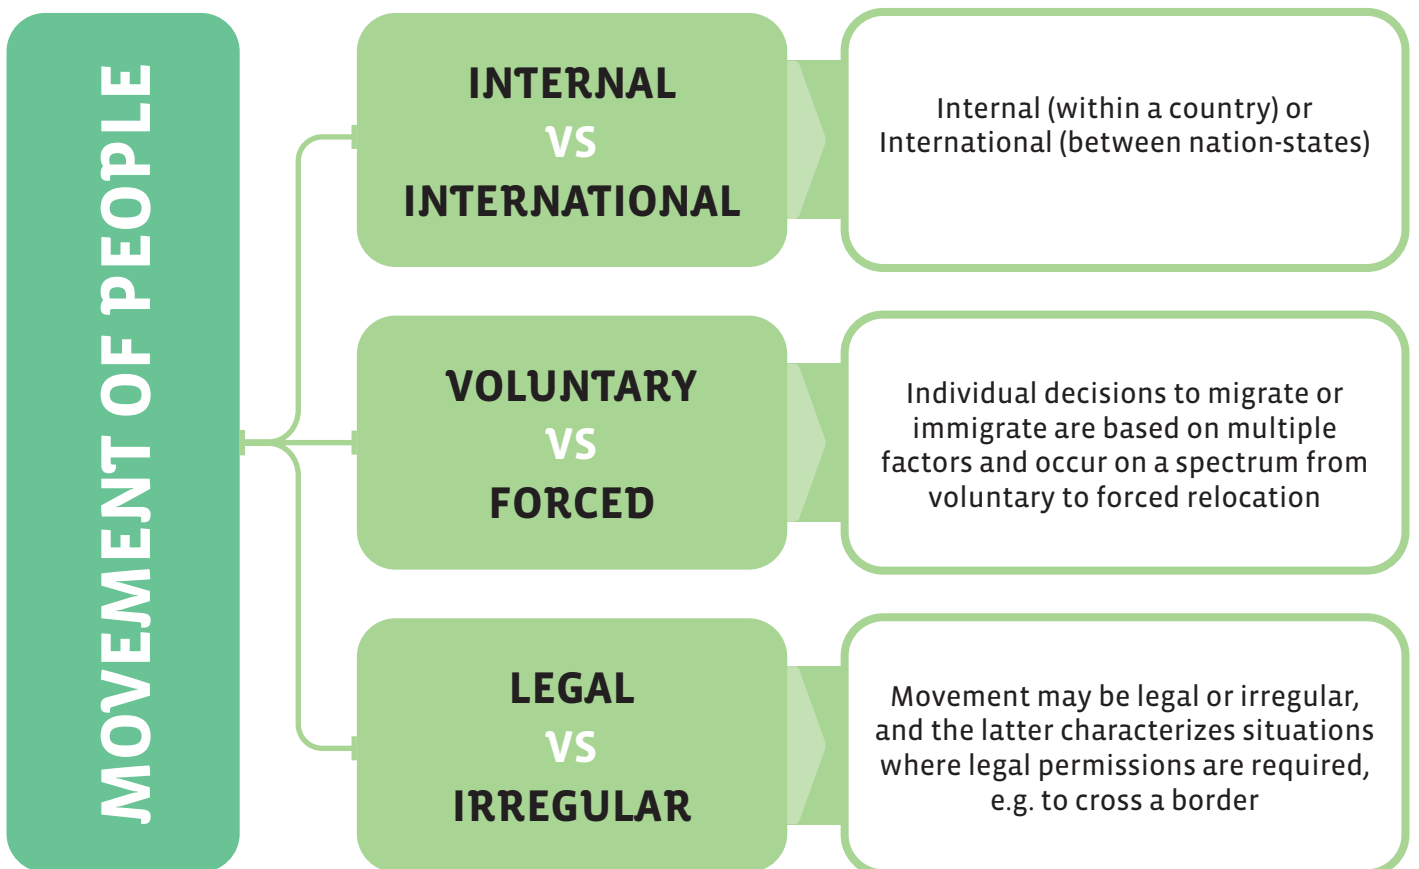 MOVEMENT OF PEOPLE
INTERNAL
VS
INTERNATIONAL
Internal (within a country) or
International (between nation-states)
VOLUNTARY
VS
FORCED
Individual decisions to migrate or
immigrate are based on multiple
factors and occur on a spectrum from
voluntary to forced relocation
LEGAL
VS
IRREGULAR
Movement may be legal or irregular,
and the latter characterizes situations
where legal permissions are required,
e.g. to cross a border